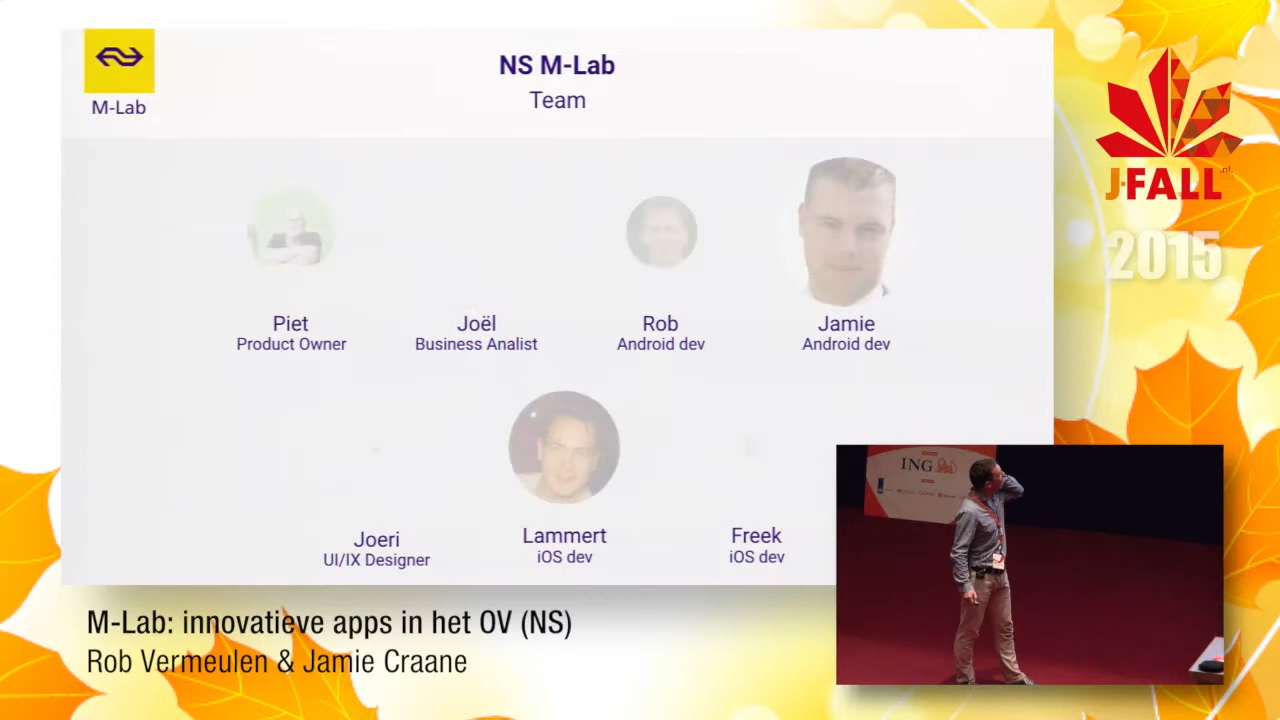 M-Lab
NS M-Lab
Team
Piet
Product Owner
Joël
Business Analist
Rob
Android dev
Jamie
Android dev
Joeri
UI/IX Designer
Lammert
iOS dev
Freek
iOS dev
J-FALL
.nl
2015
ING
M-Lab: innovatieve apps in het OV (NS)
Rob Vermeulen & Jamie Craane